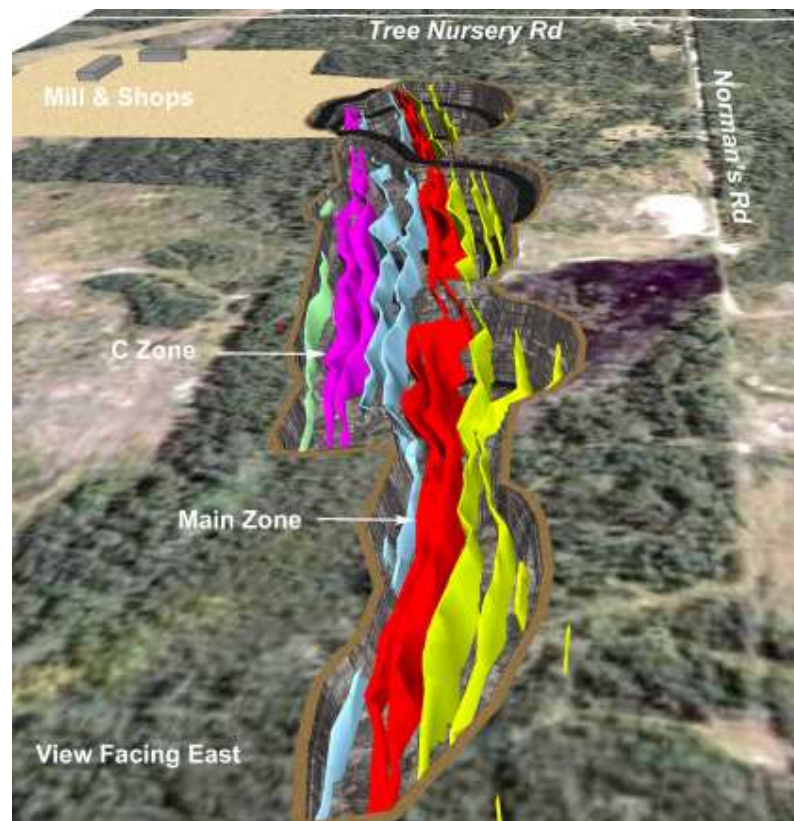 Tree Nursery Rd
Mill & Shops
Norman's Rd
C Zone
Main Zone
View Facing East